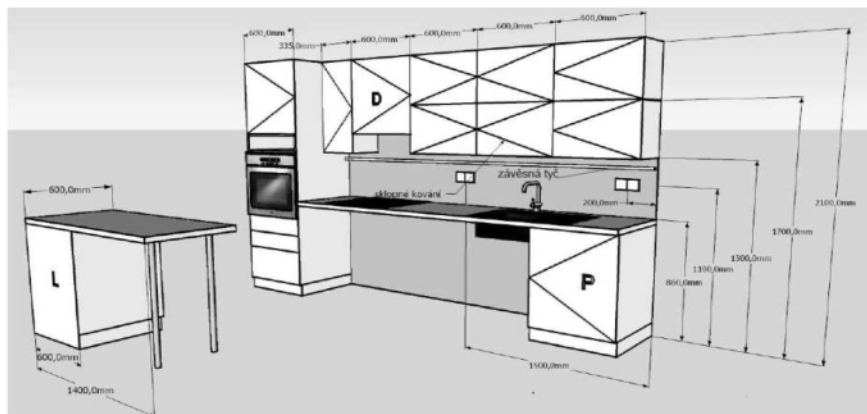 600,0mm
335,0mm
600,0mm
600,0mm
600,0mm
600,0mm
D
závěsná tyč
sklopné kování
200,0mm
600,0mm
L
P
860,0mm
1100,0mm
1300,0mm
1700,0mm
2100,0mm
600,0mm
1400,0mm
1500,0mm